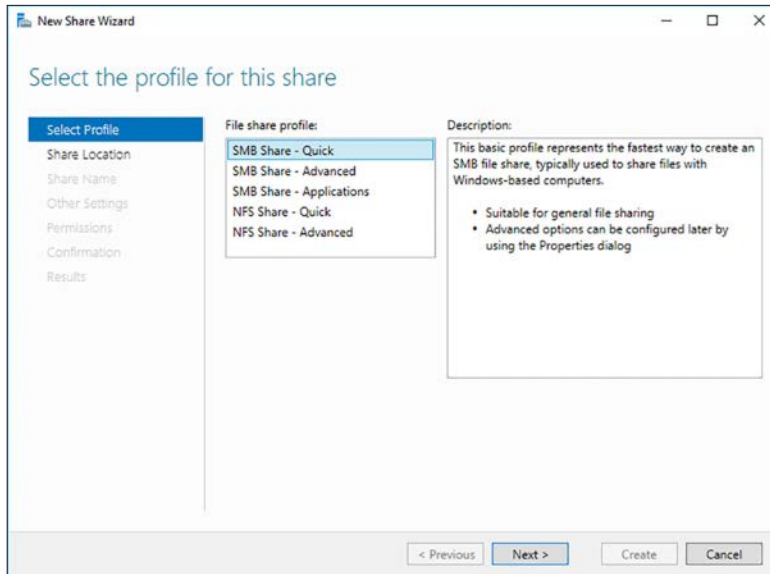 New Share Wizard
Select the profile for this share
Select Profile
Share Location
Share Name
Other Settings
Permissions
Confirmation
Results
File share profile:
SMB Share - Quick
SMB Share - Advanced
SMB Share - Applications
NFS Share - Quick
NFS Share - Advanced
Description:
This basic profile represents the fastest way to create an
SMB file share, typically used to share files with
Windows-based computers.
• Suitable for general file sharing
• Advanced options can be configured later by
using the Properties dialog
< Previous
Next >
Create
Cancel